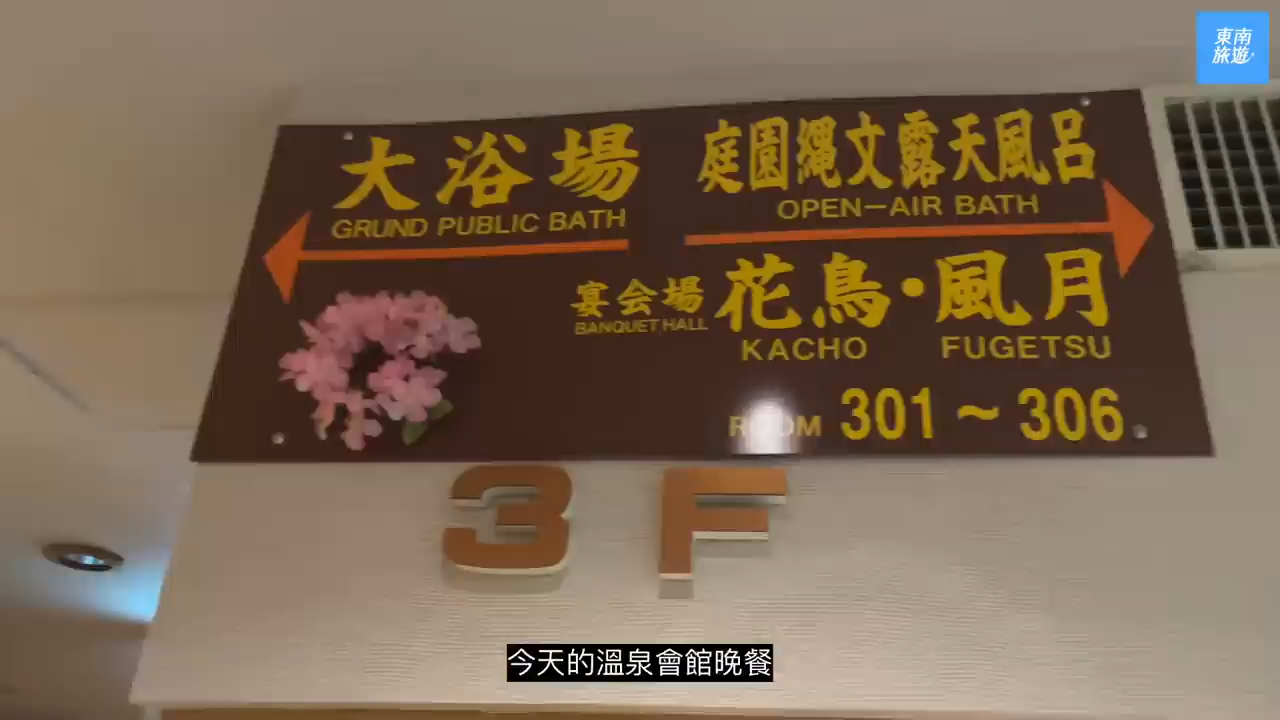 東南
旅遊
大浴場
GRUND PUBLIC BATH
庭園縄文露天風呂
OPEN-AIR BATH
宴会場 花鳥・風月
BANQUET HALL KACHO FUGETSU
ROOM 301～306
3F
今天的溫泉會館晚餐